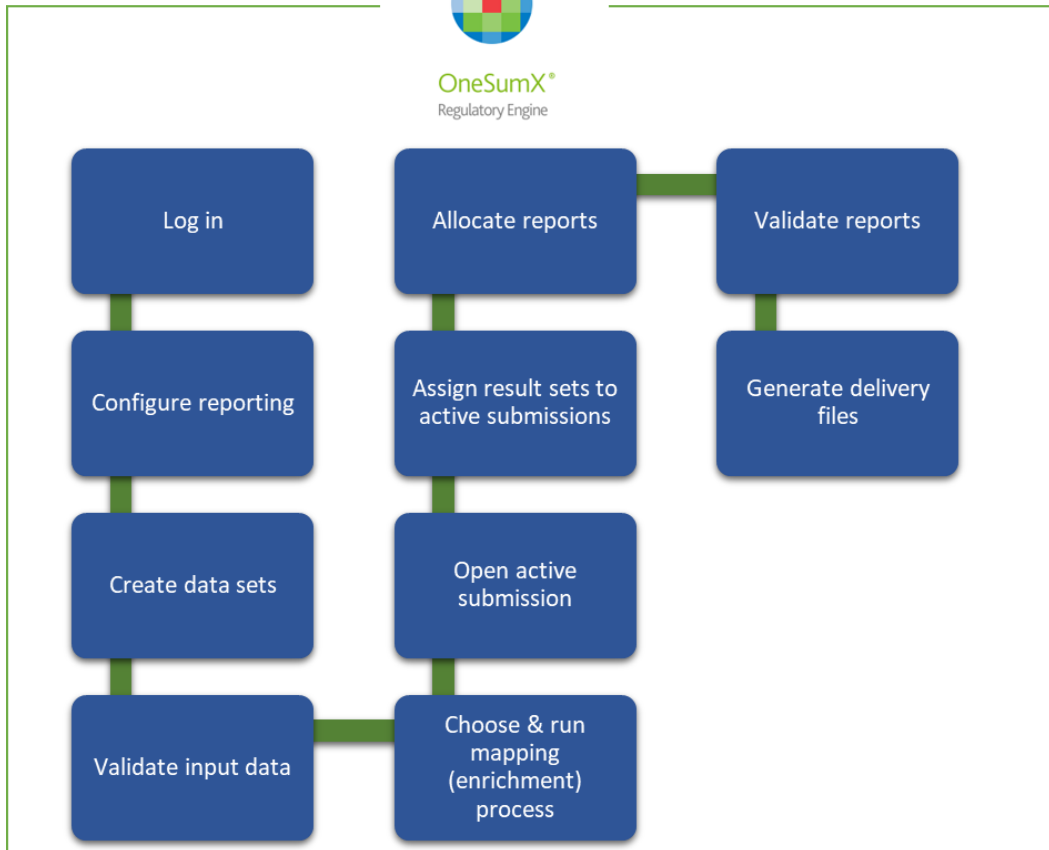 OneSumX®
Regulatory Engine
Log in
Configure reporting
Create data sets
Validate input data
Choose & run
mapping
(enrichment)
process
Open active
submission
Assign result sets to
active submissions
Allocate reports
Validate reports
Generate delivery
files